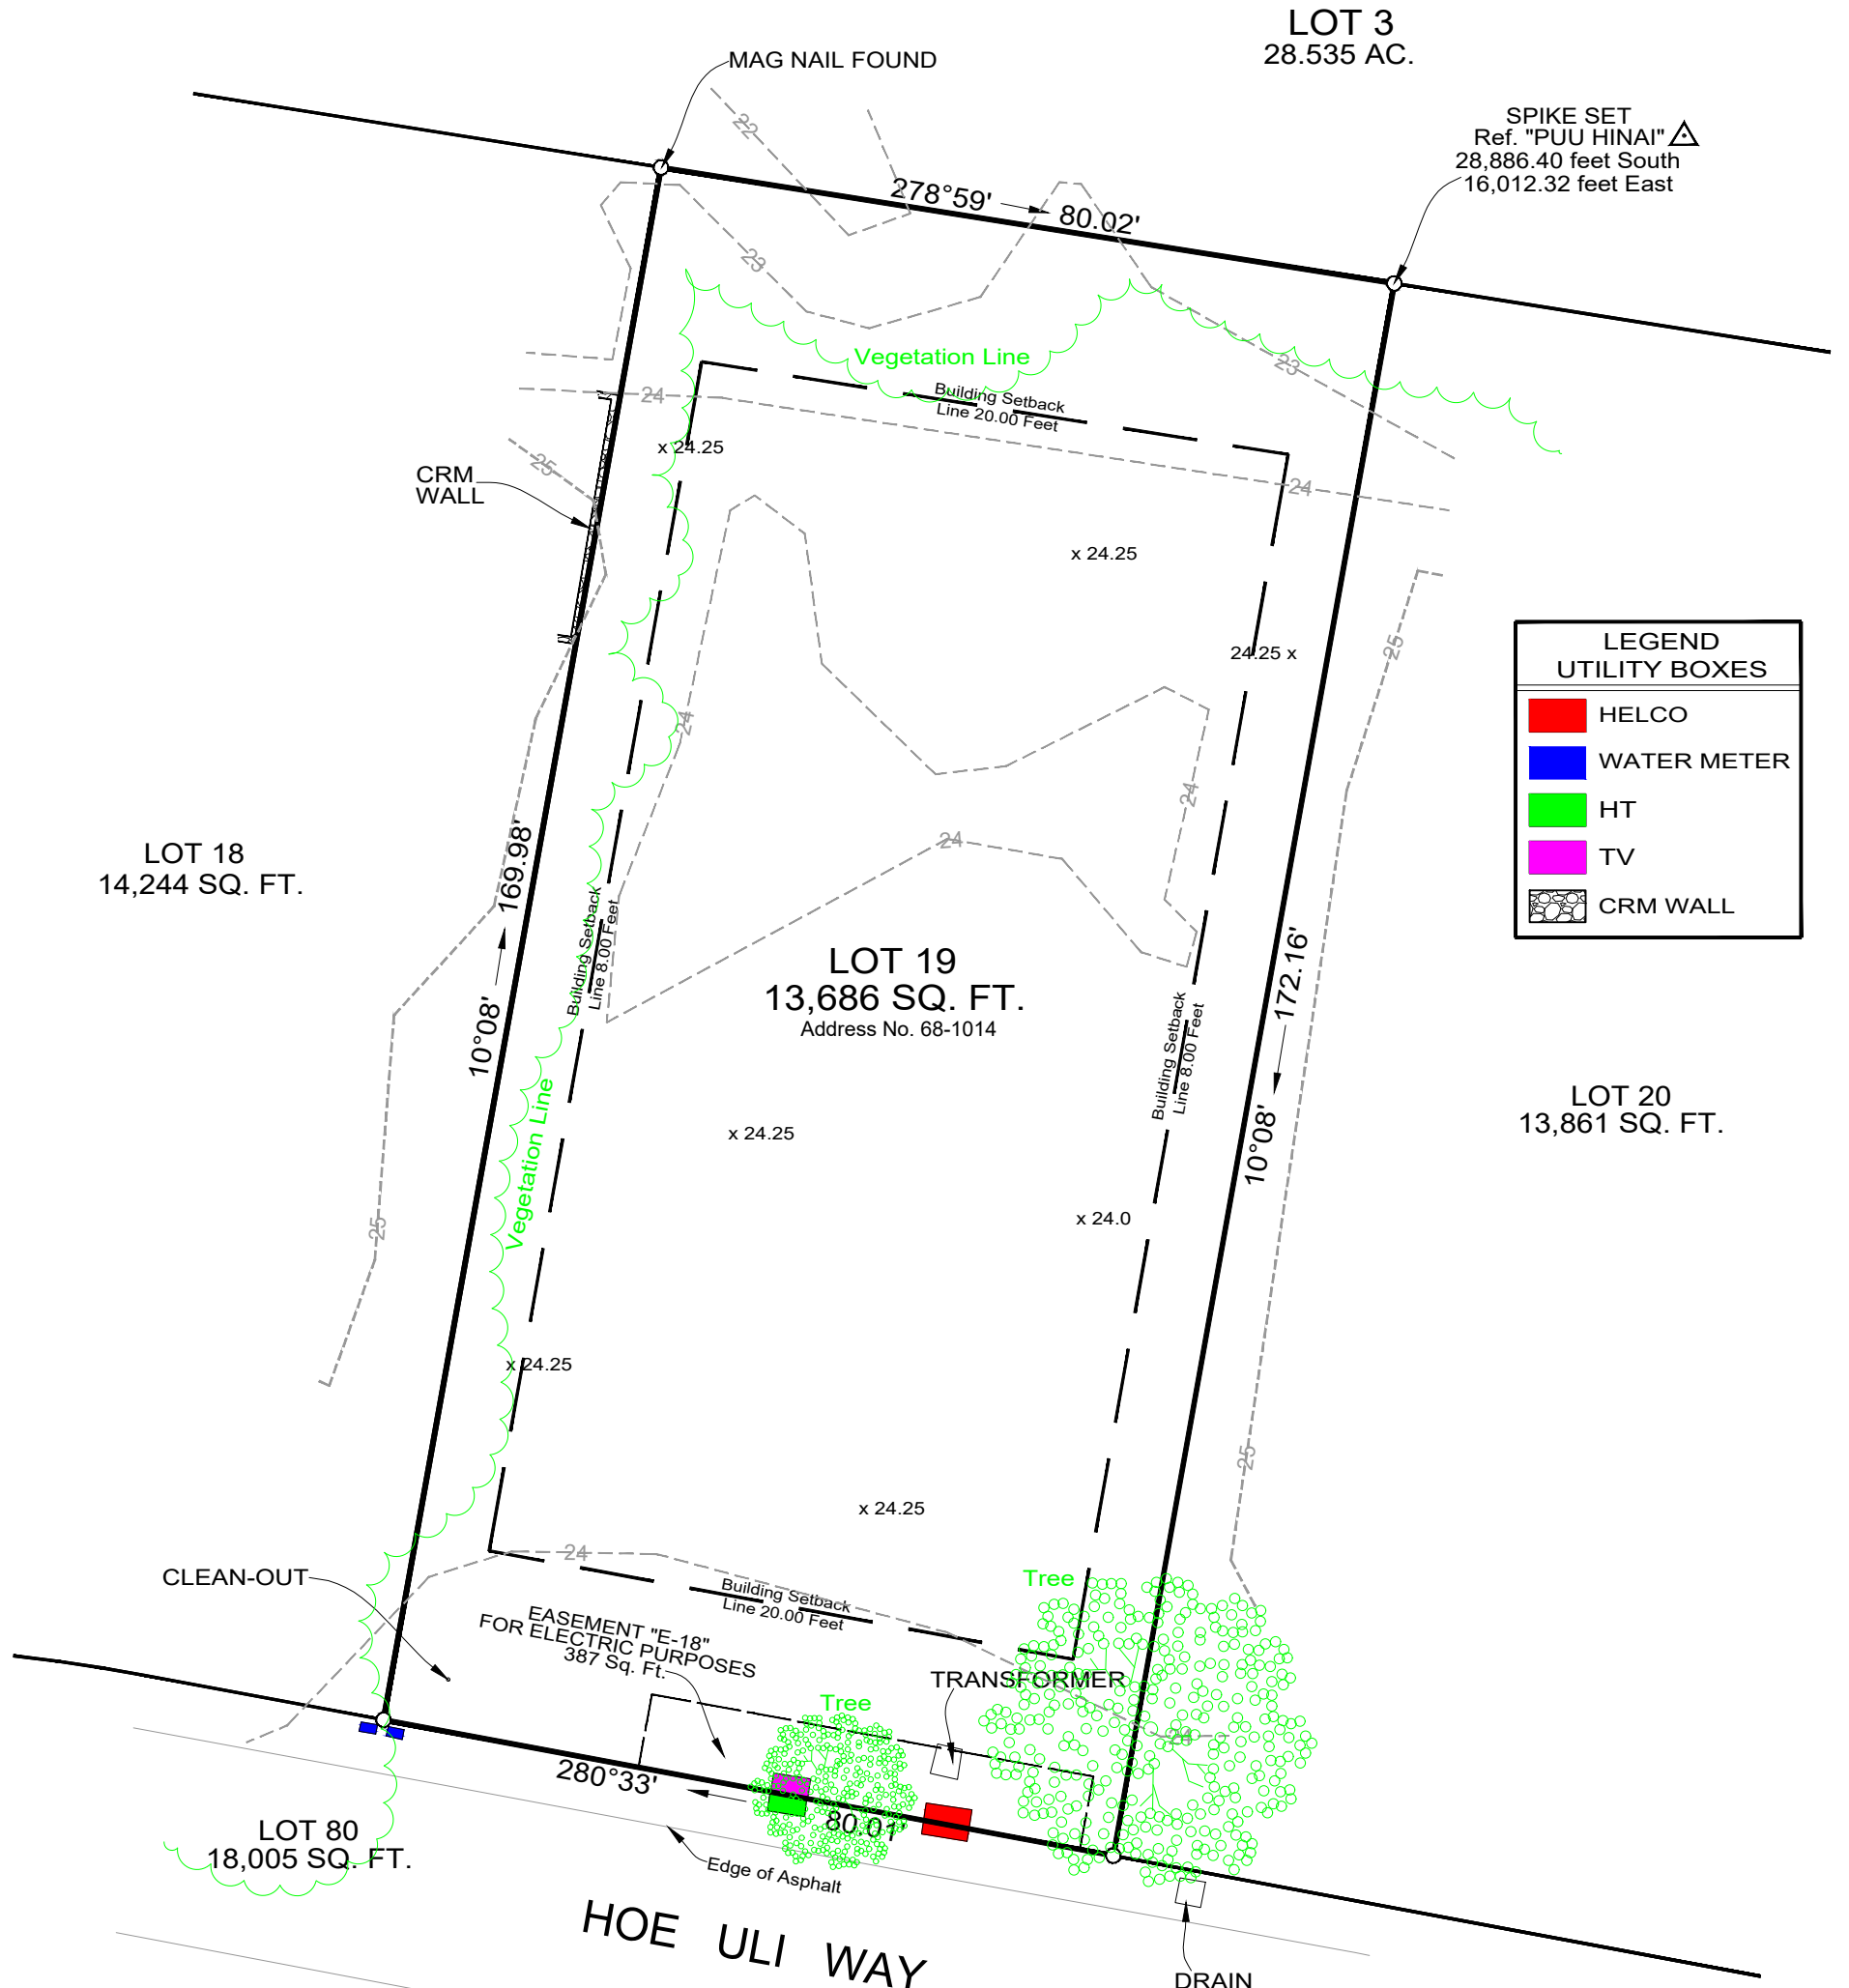 LOT 3
28.535 AC.
MAG NAIL FOUND
SPIKE SET
Ref. "PUU HINAI"
28,886.40 feet South
16,012.32 feet East
22
278°59'
80.02'
23
Vegetation Line
23
Building Setback
Line 20.00 Feet
24
x 24.25
25
CRM
WALL
24
x 24.25
24.25 x
25
LEGEND
UTILITY BOXES
HELCO
WATER METER
HT
TV
CRM WALL
24
24
24
LOT 18
14,244 SQ. FT.
10°08'
169.98'
Building Setback
Line 8.00 Feet
LOT 19
13,686 SQ. FT.
Address No. 68-1014
172.16'
10°08'
Building Setback
Line 8.00 Feet
LOT 20
13,861 SQ. FT.
Vegetation Line
x 24.25
x 24.0
25
x 24.25
25
x 24.25
24
CLEAN-OUT
Building Setback
Line 20.00 Feet
Tree
EASEMENT "E-18"
FOR ELECTRIC PURPOSES
387 Sq. Ft.
TRANSFORMER
Tree
24
280°33'
80.01'
LOT 80
18,005 SQ. FT.
Edge of Asphalt
HOE ULI WAY
DRAIN